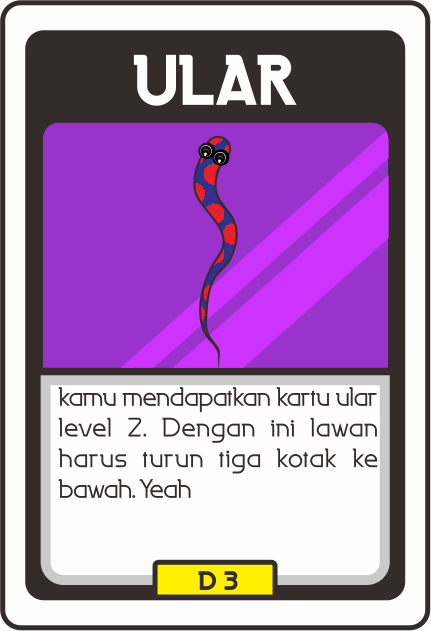 ULAR
kamu mendapatkan kartu ular
level 2. Dengan ini lawan
harus turun tiga kotak ke
bawah. Yeah
D 3